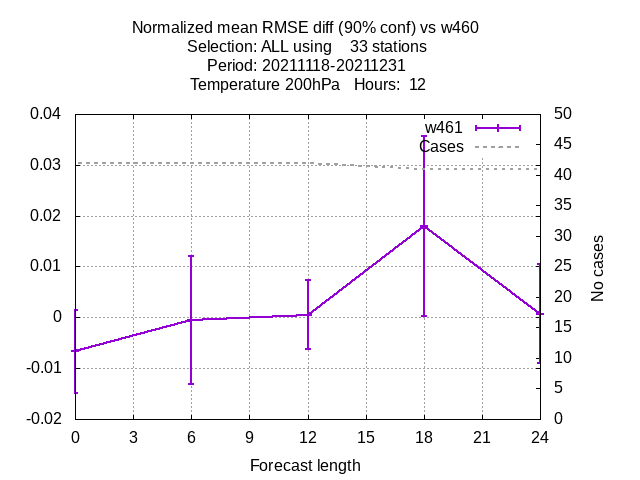 Normalized mean RMSE diff (90% conf) vs w460
Selection: ALL using    33 stations
Period: 20211118-20211231
Temperature 200hPa   Hours:  12
w461
Cases
0.04
0.03
0.02
0.01
0
-0.01
-0.02
50
45
40
35
30
25
20
15
10
5
0
No cases
0 3 6 9 12 15 18 21 24
Forecast length